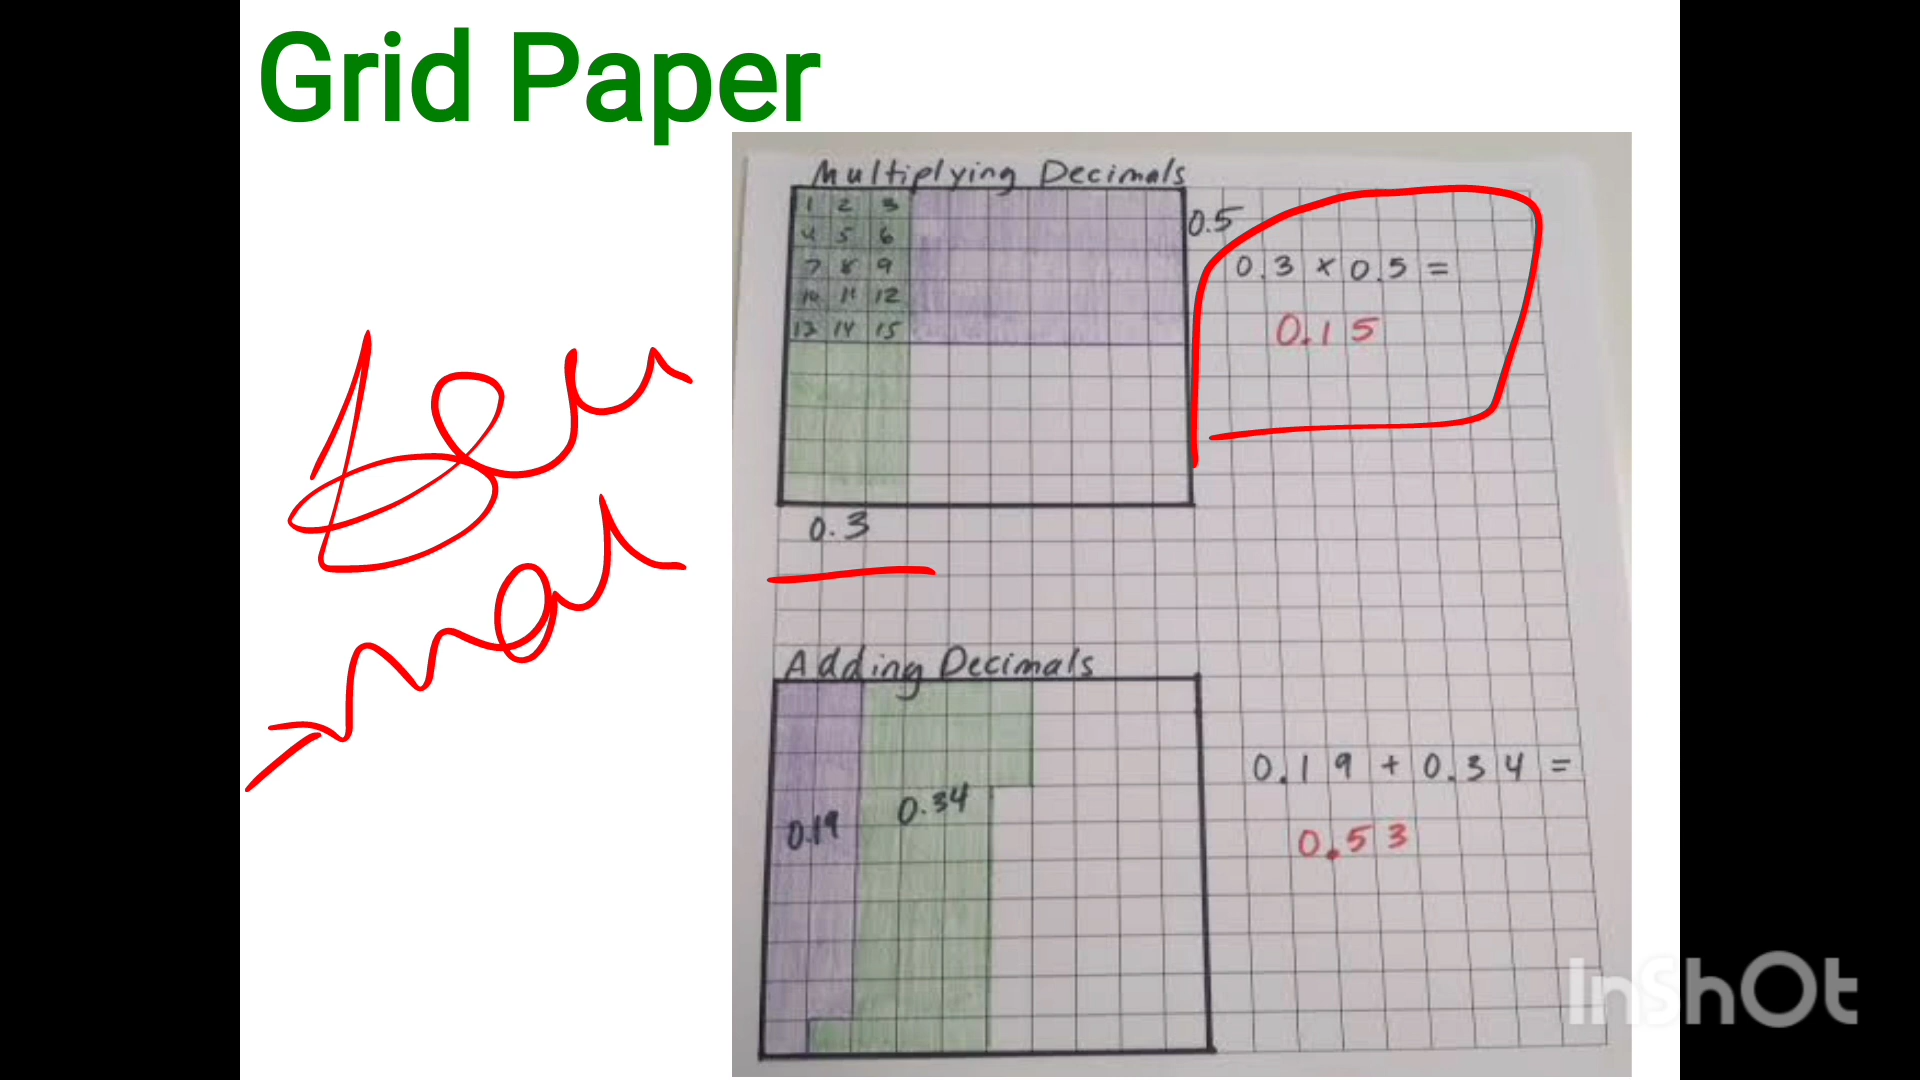 Grid Paper
Multiplying Decimals
1 2 3
4 5 6
7 8 9
10 11 12
13 14 15
0.5
0.3 × 0.5 =
0.15
0.3
Adding Decimals
0.19
0.34
0.19 + 0.34 =
0.53
InShOt